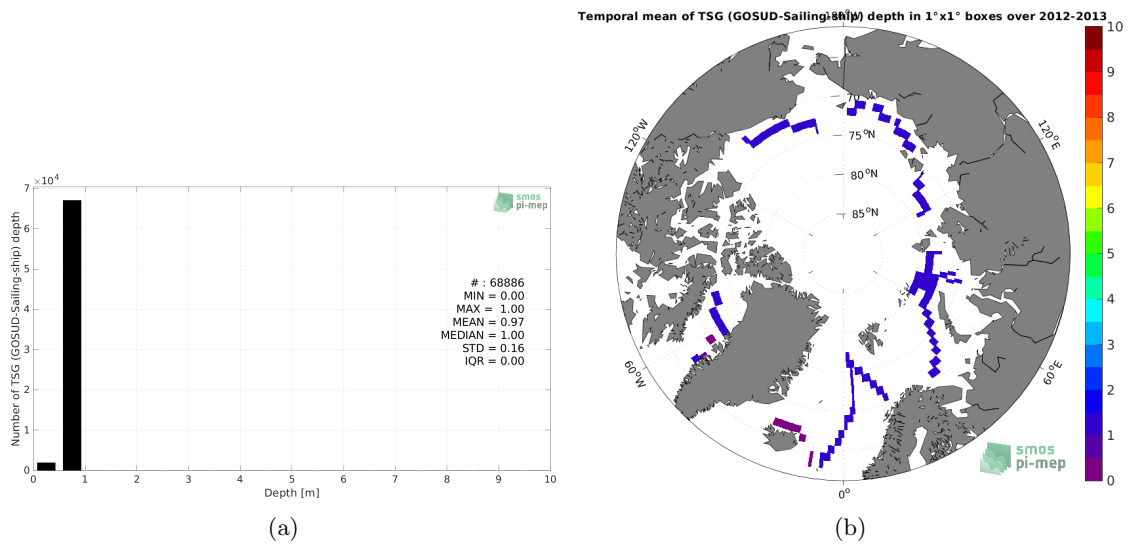 Temporal mean of TSG (GOSUD-Sailing-ship) depth in 1°x1° boxes over 2012-2013
×10⁴
7
6
5
4
3
2
1
0
Number of TSG (GOSUD-Sailing-ship) depth
smos
pi-mep
# : 68886
MIN = 0.00
MAX = 1.00
MEAN = 0.97
MEDIAN = 1.00
STD = 0.16
IQR = 0.00
0 1 2 3 4 5 6 7 8 9 10
Depth [m]
(a)
120°W
120°E
75°N
80°N
85°N
60°W
60°E
0°
smos
pi-mep
10
9
8
7
6
5
4
3
2
1
0
(b)